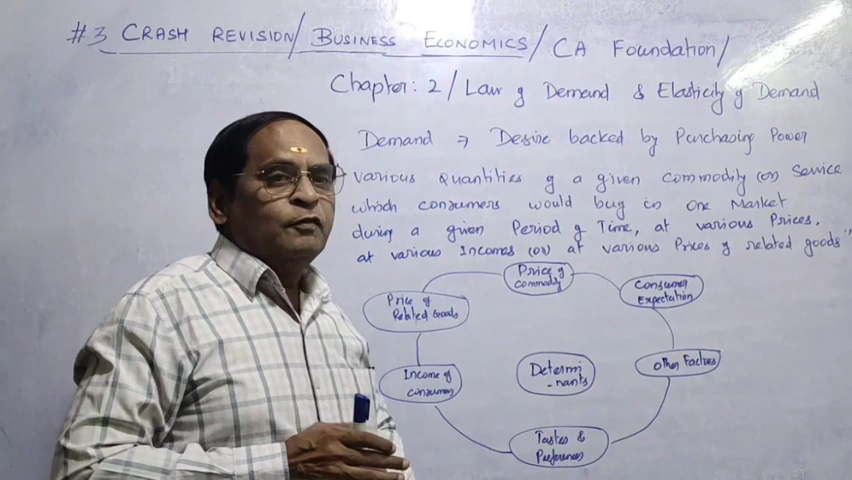 #3 CRASH REVISION/ BUSINESS ECONOMICS/ CA Foundation/
Chapter: 2/ Law of Demand & Elasticity of Demand
Demand ⇒ Desire backed by Purchasing Power
various Quantities of a given commodity (or) Service
which consumers would buy in one Market
during a given Period of Time, at various Prices,
at various Incomes (or) at various Prices of related goods"
Price of
commodity
Consumer
Expectation
Price of
Related Goods
Other Factors
Determi
-nants
Income of
consumer
Tastes &
Preferences